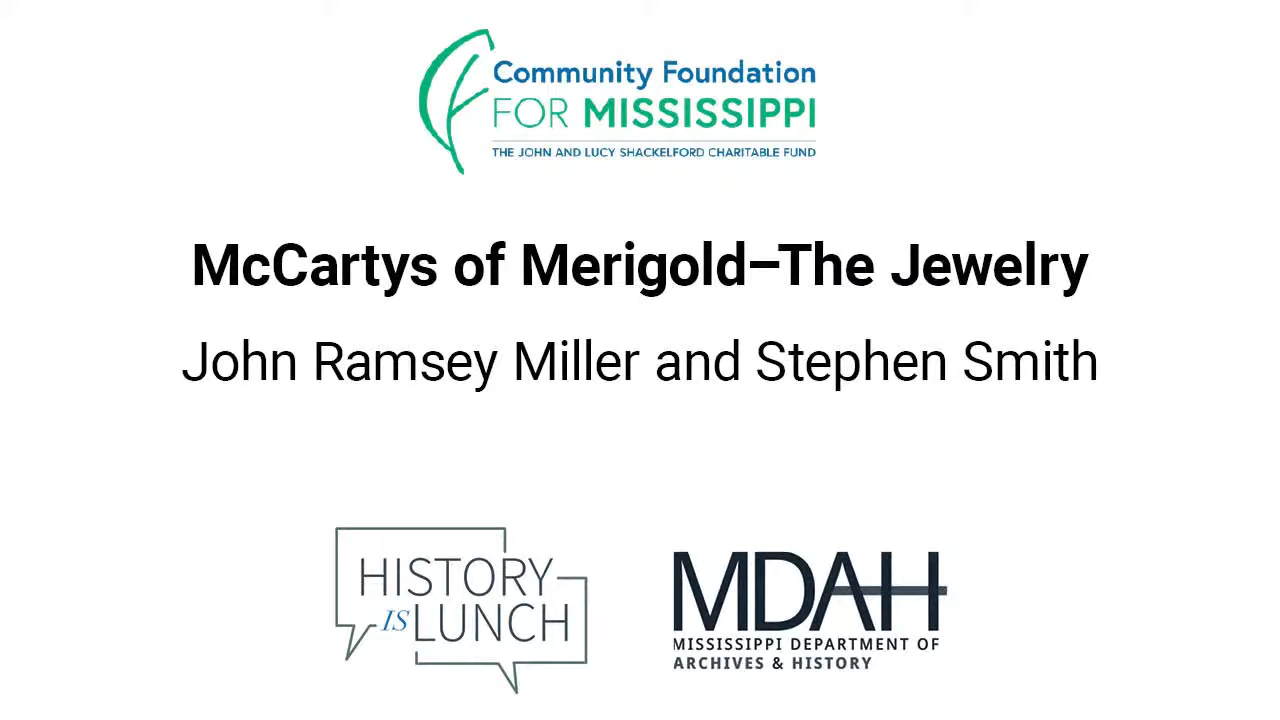 Community Foundation
FOR MISSISSIPPI
THE JOHN AND LUCY SHACKELFORD CHARITABLE FUND
McCartys of Merigold–The Jewelry
John Ramsey Miller and Stephen Smith
HISTORY
IS LUNCH
MDAH
MISSISSIPPI DEPARTMENT OF
ARCHIVES & HISTORY